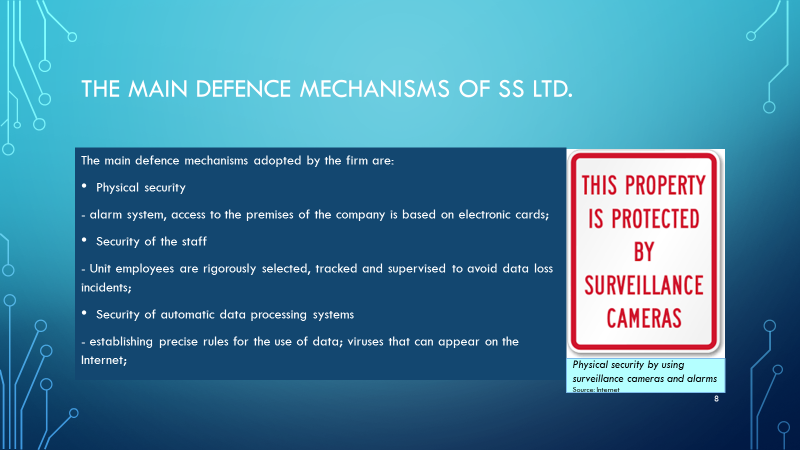 THE MAIN DEFENCE MECHANISMS OF SS LTD.
The main defence mechanisms adopted by the firm are:
• Physical security
- alarm system, access to the premises of the company is based on electronic cards;
• Security of the staff
- Unit employees are rigorously selected, tracked and supervised to avoid data loss
incidents;
• Security of automatic data processing systems
- establishing precise rules for the use of data; viruses that can appear on the
Internet;
THIS PROPERTY
IS PROTECTED
BY
SURVEILLANCE
CAMERAS
Physical security by using
surveillance cameras and alarms
Source: Internet
8